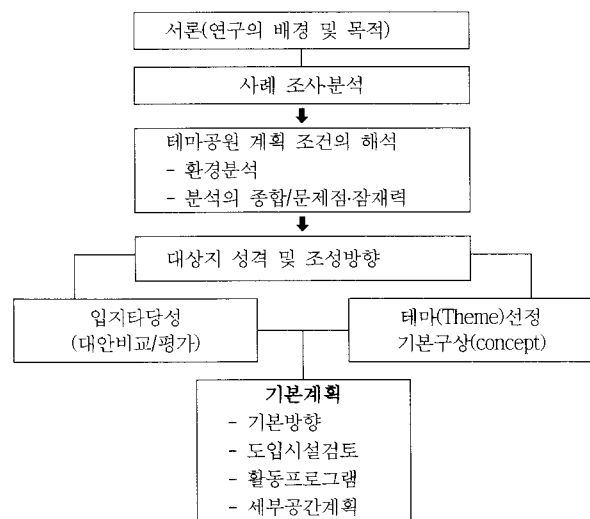 서론(연구의 배경 및 목적)
사례 조사분석
테마공원 계획 조건의 해석
- 환경분석
- 분석의 종합/문제점·잠재력
대상지 성격 및 조성방향
입지타당성
(대안비교/평가)
테마(Theme)선정
기본구상(concept)
기본계획
- 기본방향
- 도입시설검토
- 활동프로그램
- 세부공간계획